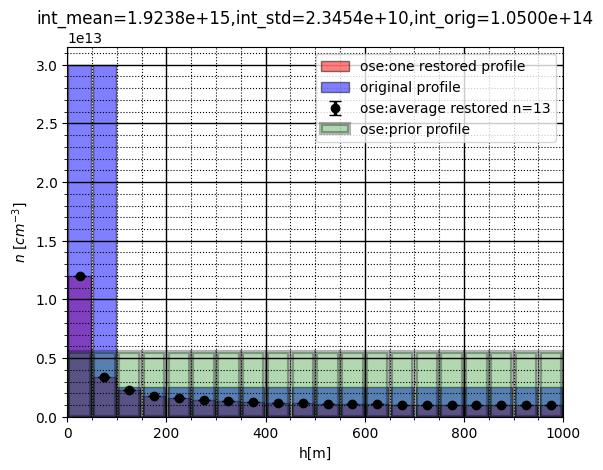 int_mean=1.9238e+15,int_std=2.3454e+10,int_orig=1.0500e+14
1e13
3.0
2.5
2.0
1.5
1.0
0.5
0.0
n [cm⁻³]
ose:one restored profile
original profile
ose:average restored n=13
ose:prior profile
0 200 400 600 800 1000
h[m]